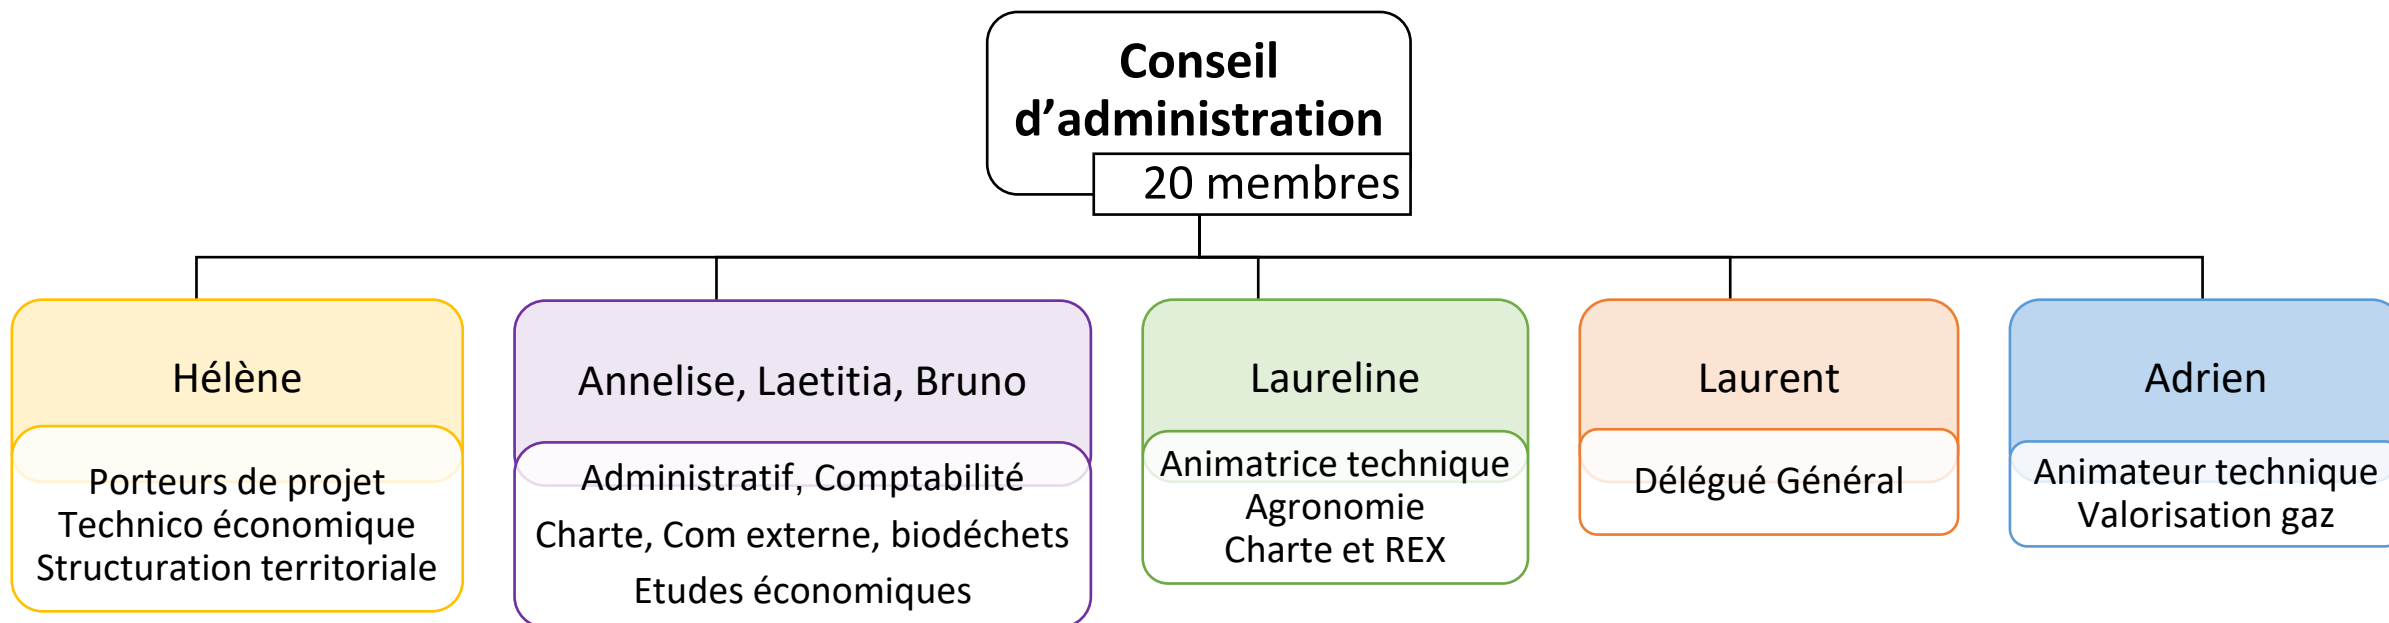 Conseil
d’administration
20 membres
Hélène
Porteurs de projet
Technico économique
Structuration territoriale
Annelise, Laetitia, Bruno
Administratif, Comptabilité
Charte, Com externe, biodéchets
Etudes économiques
Laureline
Animatrice technique
Agronomie
Charte et REX
Laurent
Délégué Général
Adrien
Animateur technique
Valorisation gaz